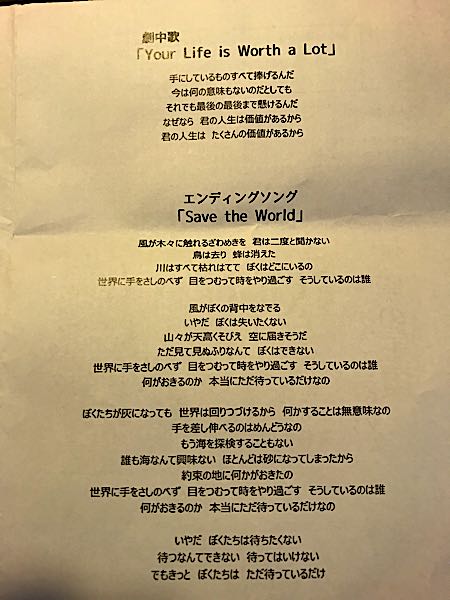 劇中歌
「Your Life is Worth a Lot」
手にしているものすべて捧げるんだ
今は何の意味もないのだとしても
それでも最後の最後まで懸けるんだ
なぜなら 君の人生は価値があるから
君の人生は たくさんの価値があるから
エンディングソング
「Save the World」
風が木々に触れるざわめきを 君は二度と聞かない
鳥は去り 蜂は消えた
川はすべて枯れはてて ぼくはどこにいるの
世界に手をさしのべず 目をつむって時をやり過ごす そうしているのは誰
風がぼくの背中をなでる
いやだ ぼくは失いたくない
山々が天高くそびえ 空に届きそうだ
ただ見て見ぬふりなんて ぼくはできない
世界に手をさしのべず 目をつむって時をやり過ごす そうしているのは誰
何がおきるのか 本当にただ待っているだけなの
ぼくたちが灰になっても 世界は回りつづけるから 何かすることは無意味なの
手を差し伸べるのはめんどうなの
もう海を探検することもない
誰も海なんて興味ない ほとんどは砂になってしまったから
約束の地に何かがおきたの
世界に手をさしのべず 目をつむって時をやり過ごす そうしているのは誰
何がおきるのか 本当にただ待っているだけなの
いやだ ぼくたちは待ちたくない
待つなんてできない 待ってはいけない
でもきっと ぼくたちは ただ待っているだけ